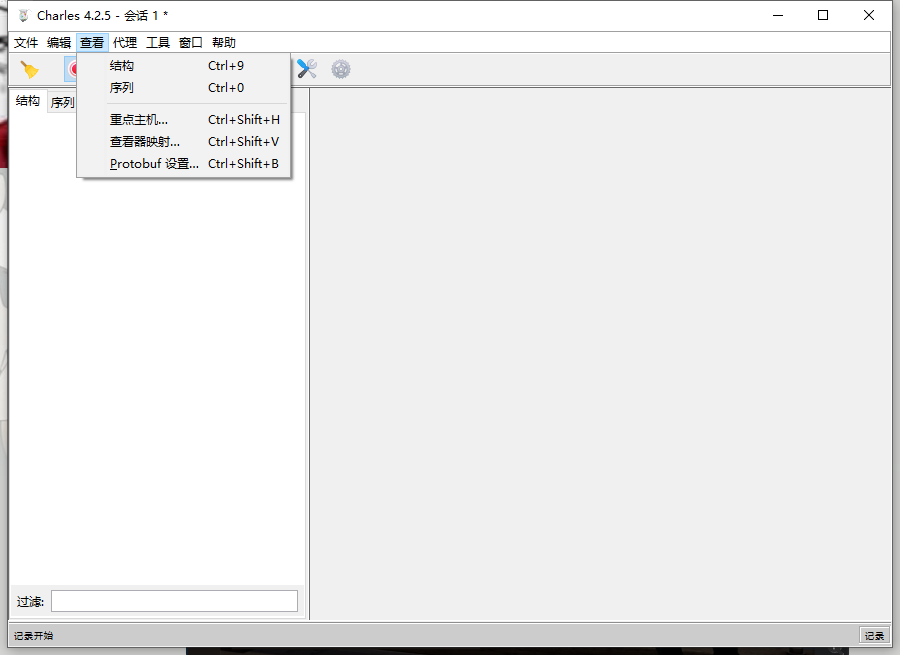 Charles 4.2.5 - 会话 1 *
文件 编辑 查看 代理 工具 窗口 帮助
结构 Ctrl+9
序列 Ctrl+0
重点主机... Ctrl+Shift+H
查看器映射... Ctrl+Shift+V
Protobuf 设置... Ctrl+Shift+B
结构 序列
过滤:
记录开始 记录